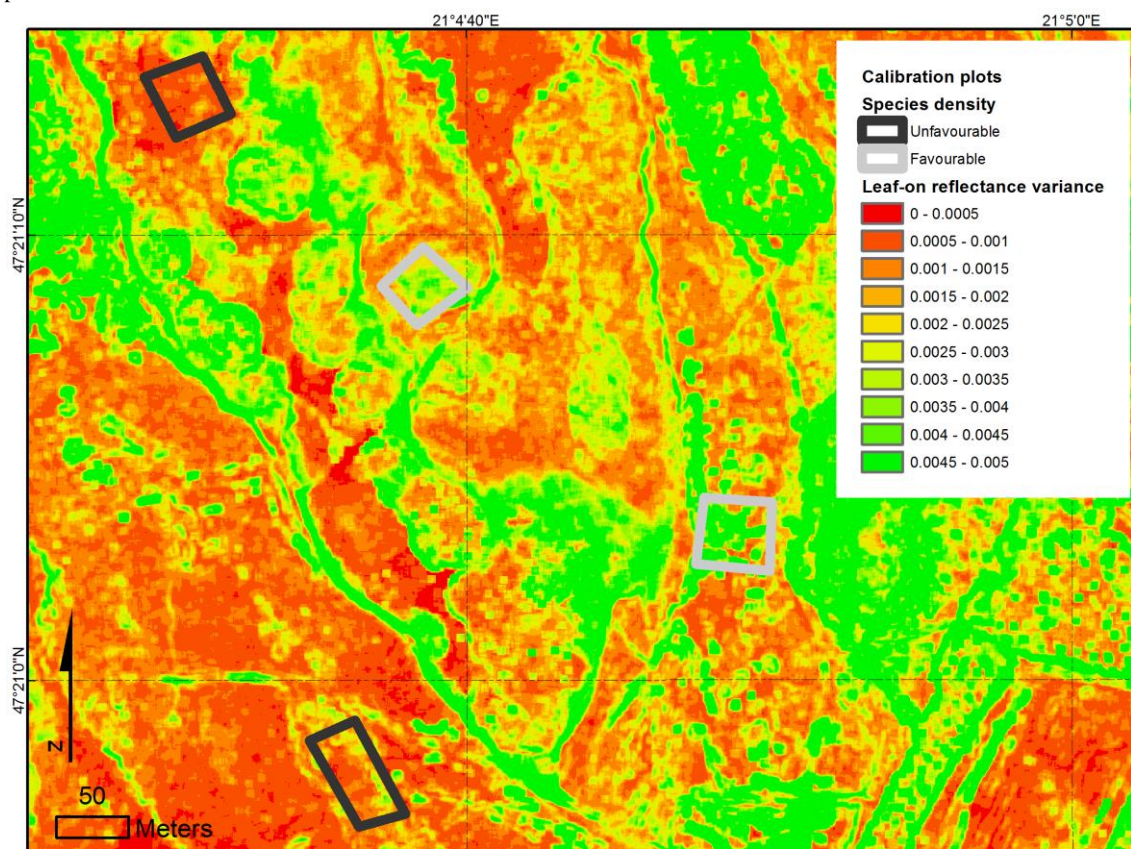 21°4'40"E
21°5'0"E
Calibration plots
Species density
Unfavourable
Favourable
Leaf-on reflectance variance
0 - 0.0005
0.0005 - 0.001
0.001 - 0.0015
0.0015 - 0.002
0.002 - 0.0025
0.0025 - 0.003
0.003 - 0.0035
0.0035 - 0.004
0.004 - 0.0045
0.0045 - 0.005
47°21'10"N
47°21'0"N
N
50
Meters